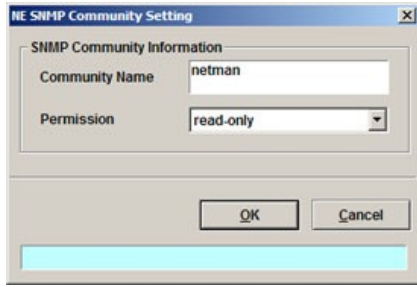 NE SNMP Community Setting
SNMP Community Information
Community Name netman
Permission read-only
OK Cancel